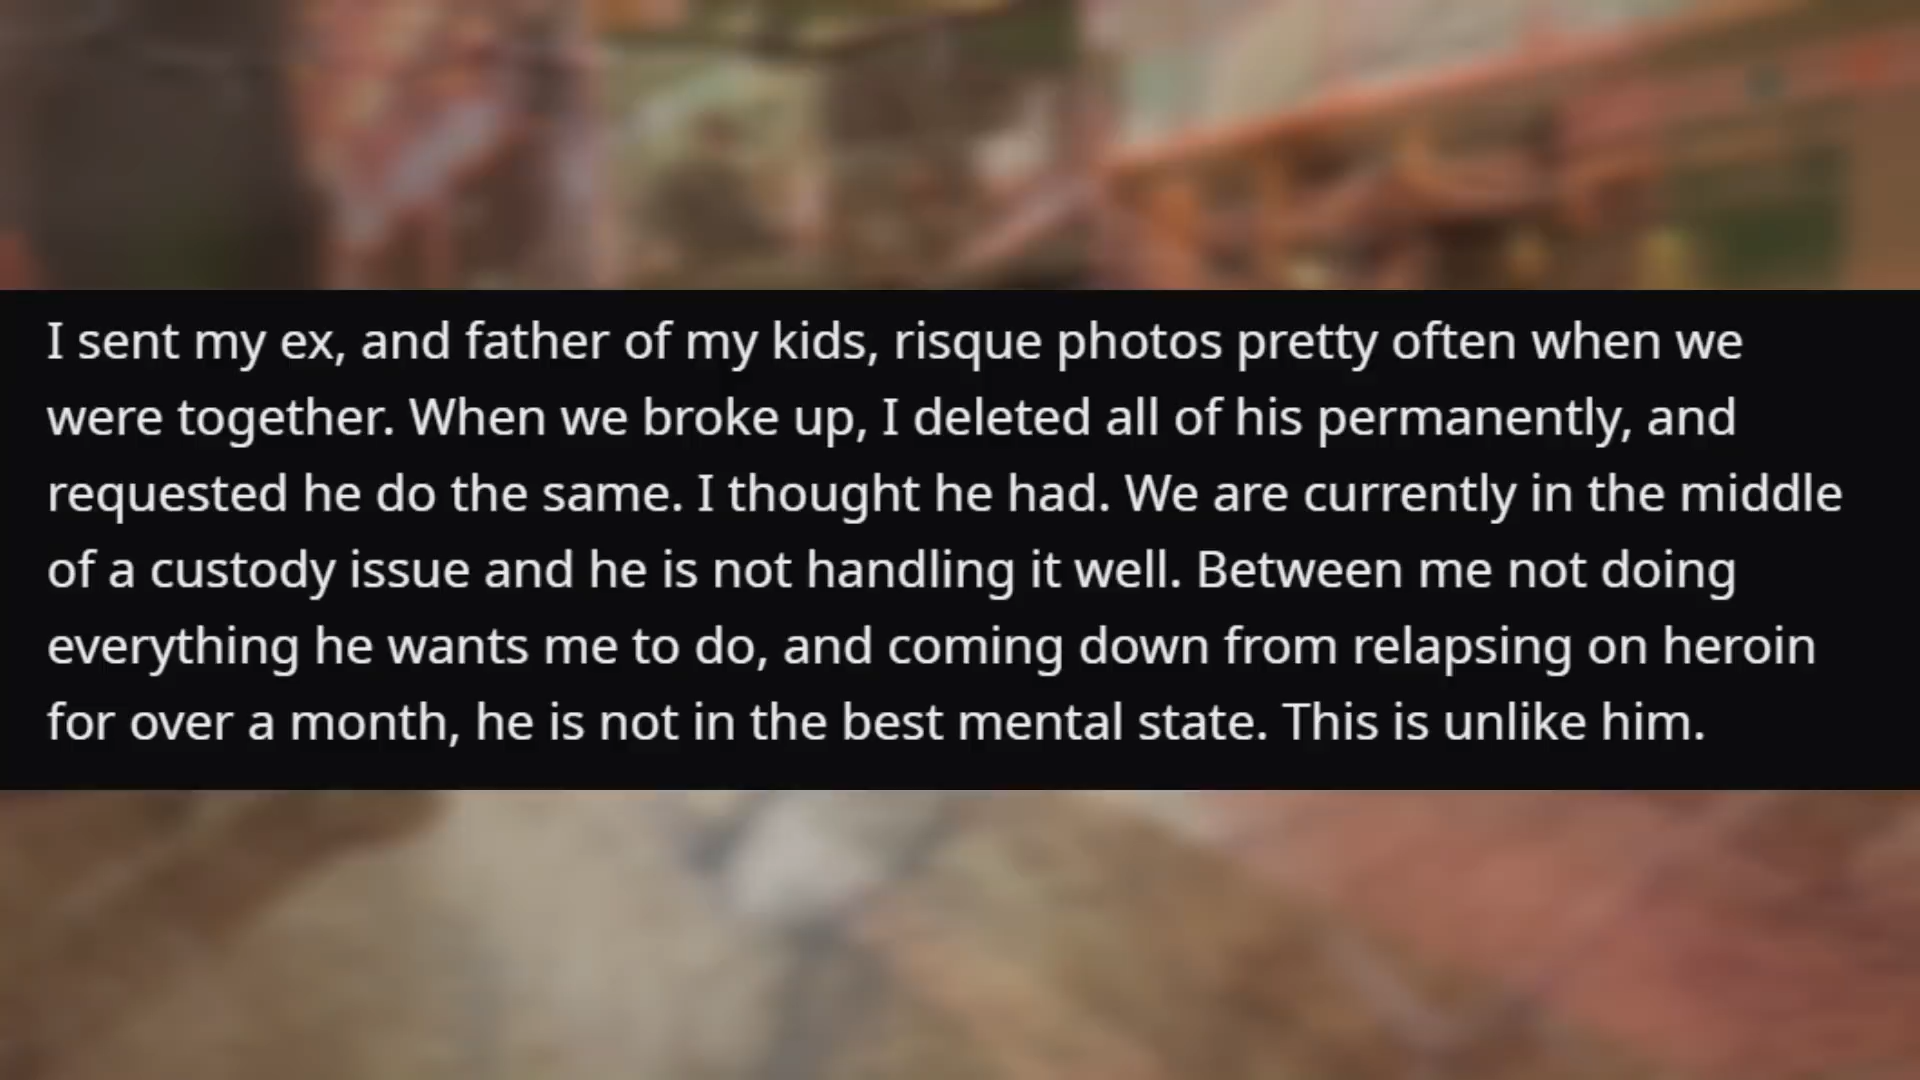 I sent my ex, and father of my kids, risque photos pretty often when we
were together. When we broke up, I deleted all of his permanently, and
requested he do the same. I thought he had. We are currently in the middle
of a custody issue and he is not handling it well. Between me not doing
everything he wants me to do, and coming down from relapsing on heroin
for over a month, he is not in the best mental state. This is unlike him.